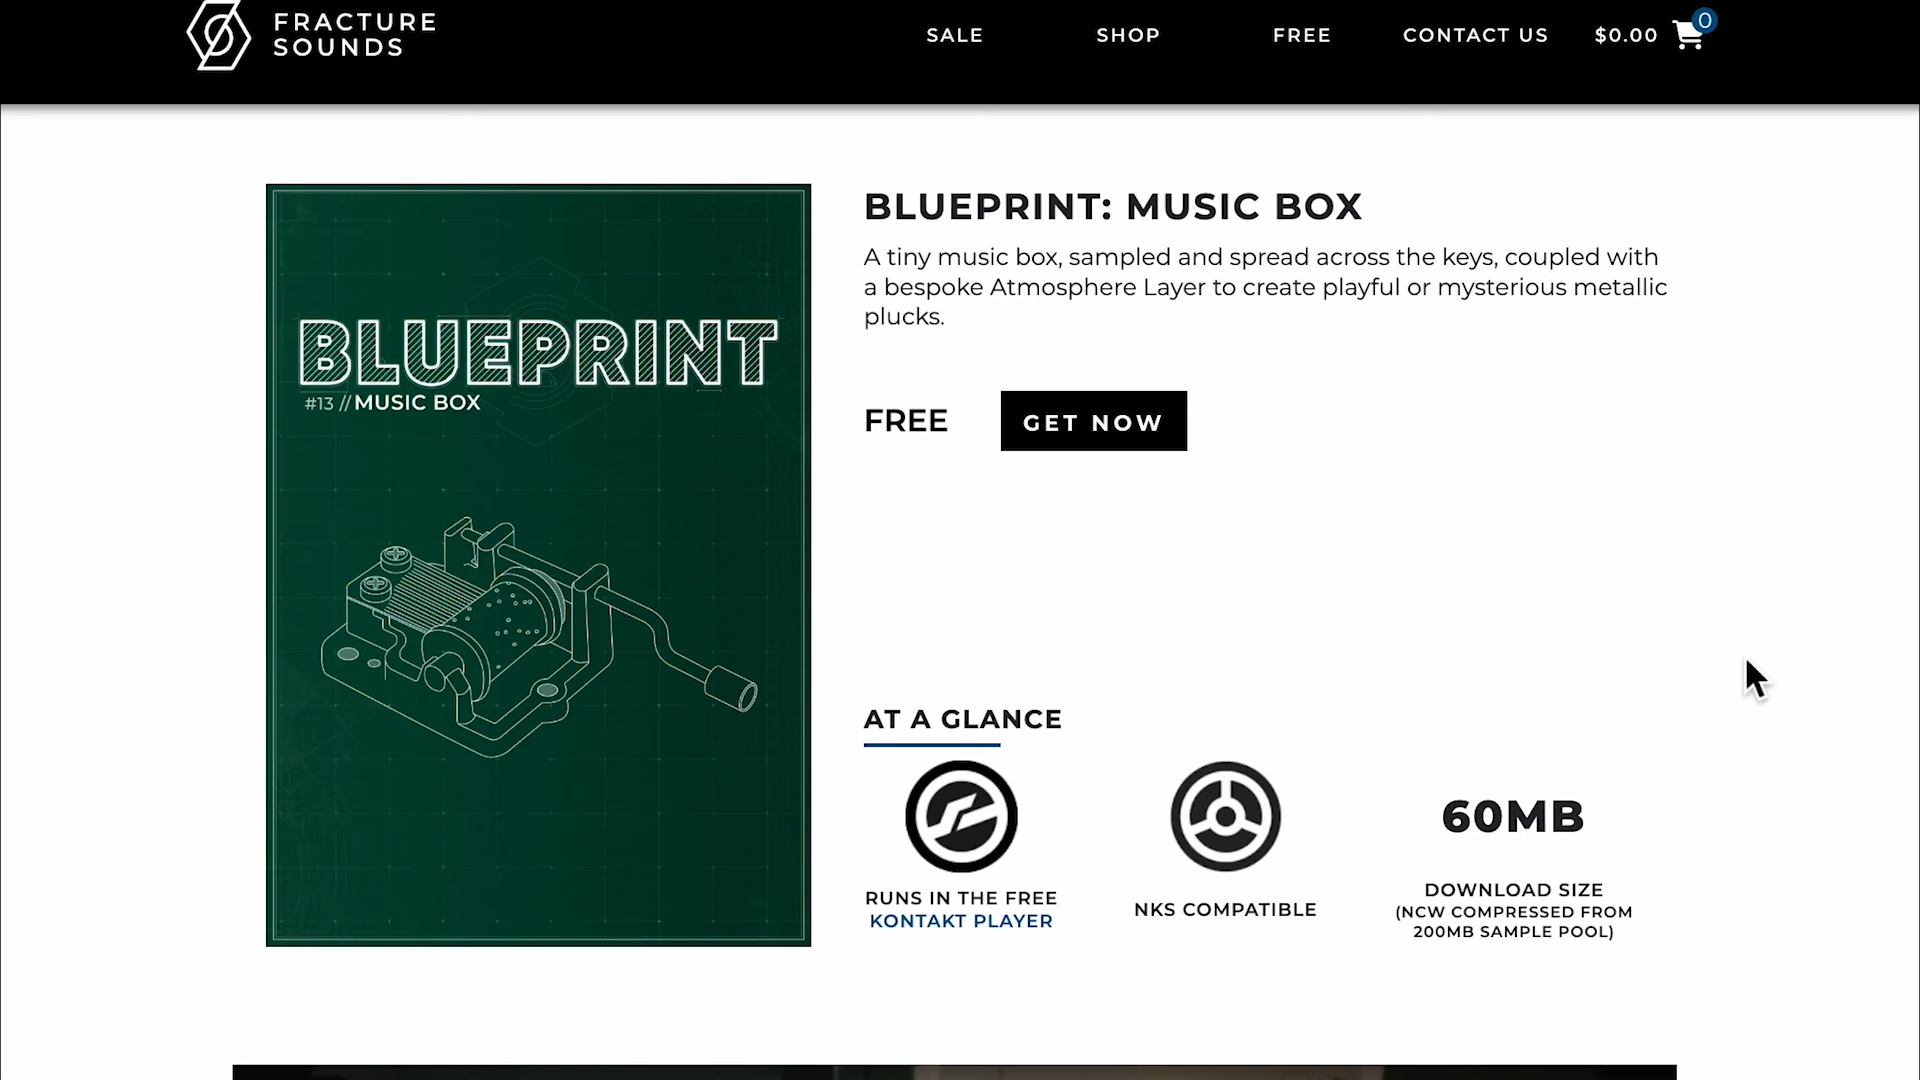 FRACTURE
SOUNDS
SALE
SHOP
FREE
CONTACT US
$0.00
0
BLUEPRINT
#13 // MUSIC BOX
BLUEPRINT: MUSIC BOX
A tiny music box, sampled and spread across the keys, coupled with
a bespoke Atmosphere Layer to create playful or mysterious metallic
plucks.
FREE
GET NOW
AT A GLANCE
RUNS IN THE FREE
KONTAKT PLAYER
NKS COMPATIBLE
60MB
DOWNLOAD SIZE
(NCW COMPRESSED FROM
200MB SAMPLE POOL)